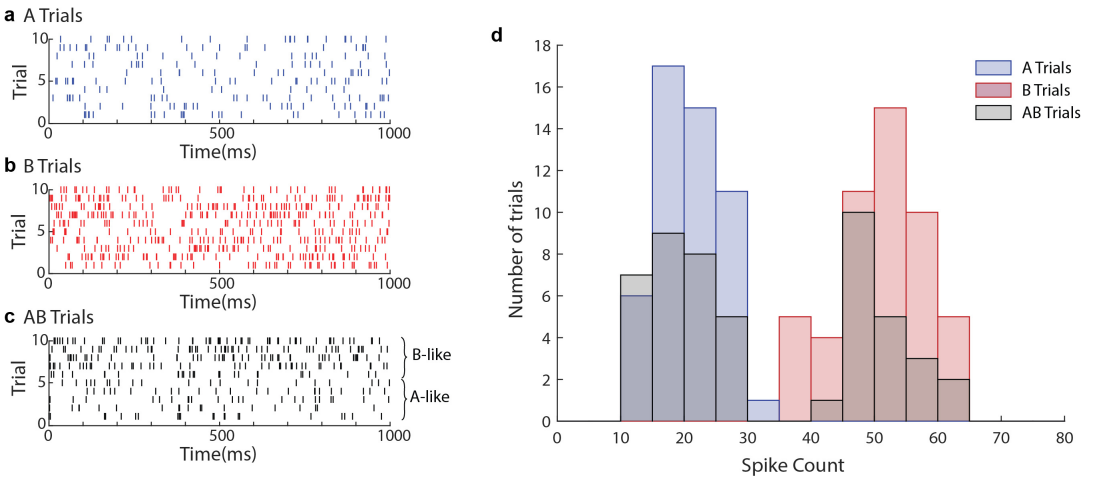 a A Trials
10
5
0
Trial
0 500 1000
Time(ms)
b B Trials
10
5
0
Trial
0 500 1000
Time(ms)
c AB Trials
10
5
0
Trial
B-like
A-like
0 500 1000
Time(ms)
d
18
16
14
12
10
8
6
4
2
0
Number of trials
0 10 20 30 40 50 60 70 80
Spike Count
A Trials
B Trials
AB Trials